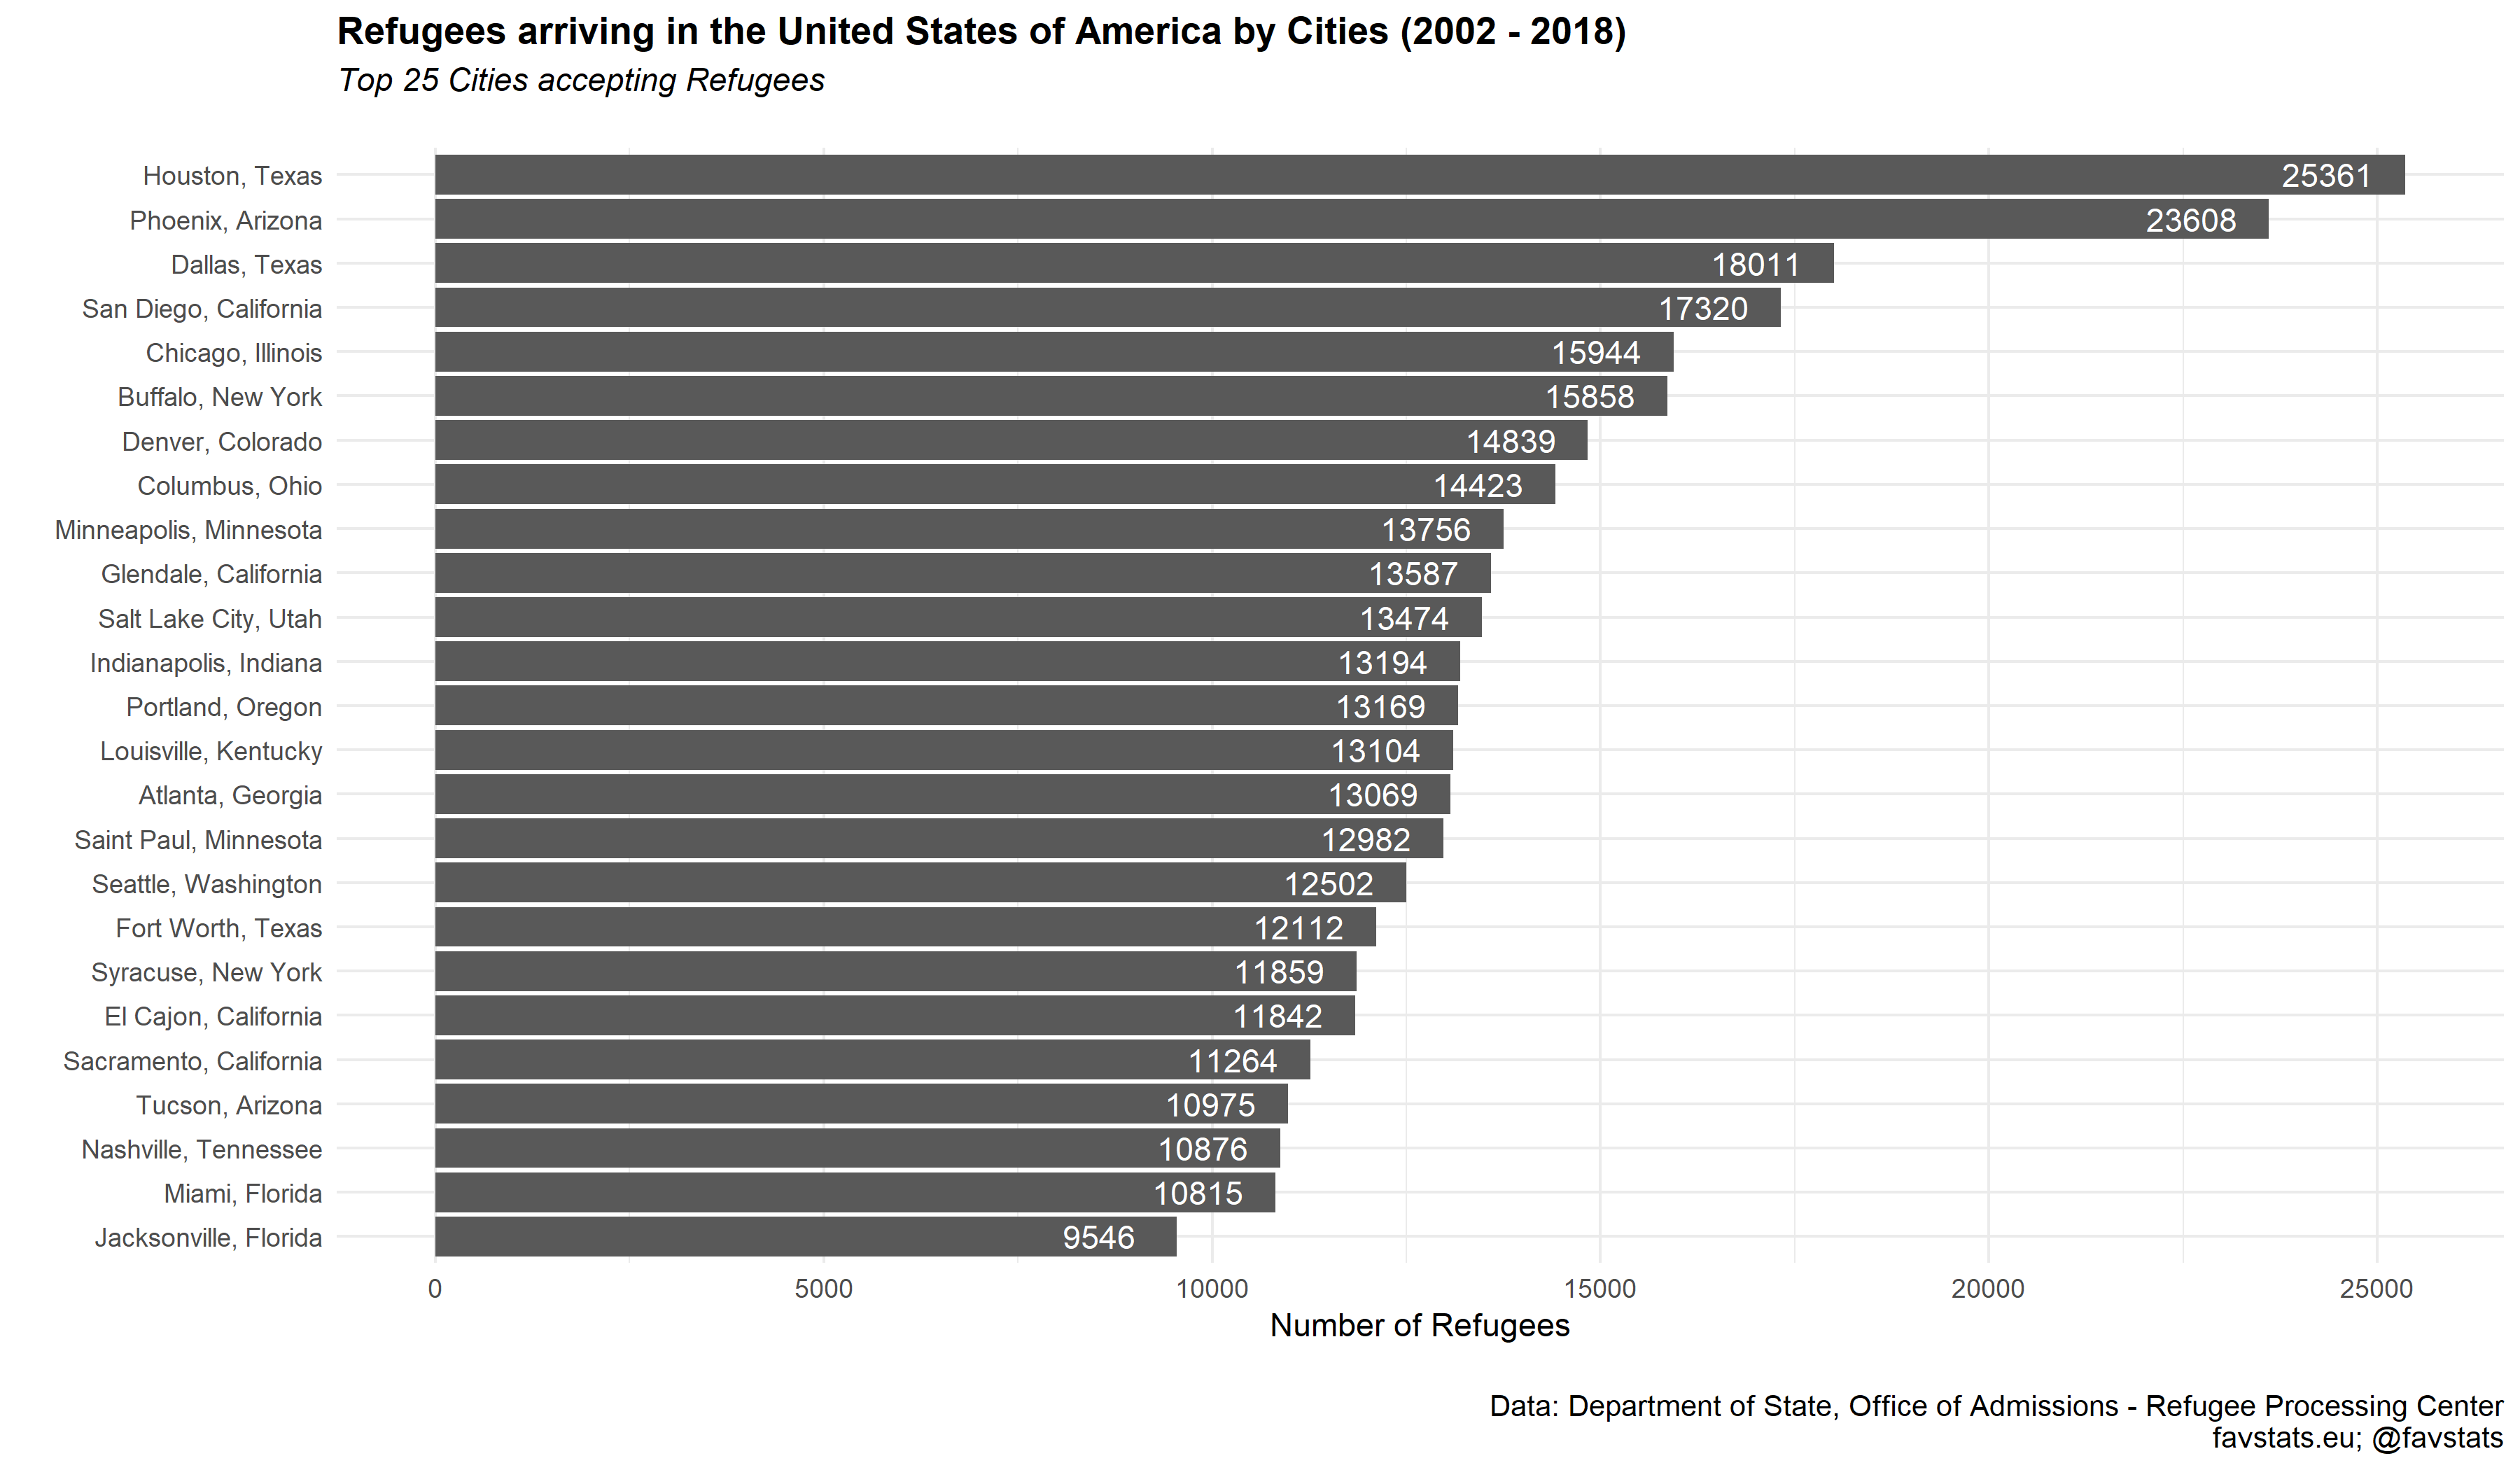 Refugees arriving in the United States of America by Cities (2002 - 2018)
Top 25 Cities accepting Refugees
Houston, Texas 25361
Phoenix, Arizona 23608
Dallas, Texas 18011
San Diego, California 17320
Chicago, Illinois 15944
Buffalo, New York 15858
Denver, Colorado 14839
Columbus, Ohio 14423
Minneapolis, Minnesota 13756
Glendale, California 13587
Salt Lake City, Utah 13474
Indianapolis, Indiana 13194
Portland, Oregon 13169
Louisville, Kentucky 13104
Atlanta, Georgia 13069
Saint Paul, Minnesota 12982
Seattle, Washington 12502
Fort Worth, Texas 12112
Syracuse, New York 11859
El Cajon, California 11842
Sacramento, California 11264
Tucson, Arizona 10975
Nashville, Tennessee 10876
Miami, Florida 10815
Jacksonville, Florida 9546
0 5000 10000 15000 20000 25000
Number of Refugees
Data: Department of State, Office of Admissions - Refugee Processing Center
favstats.eu; @favstats